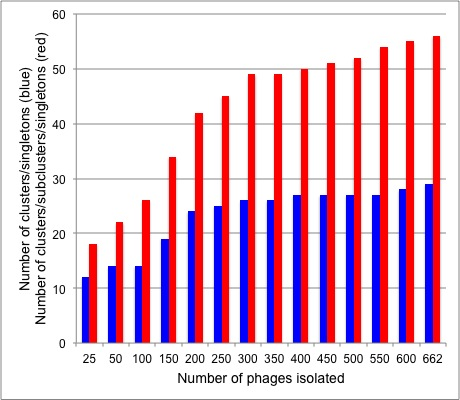 60
50
40
30
20
10
0
Number of clusters/singletons (blue)
Number of clusters/subclusters/singletons (red)
25 50 100 150 200 250 300 350 400 450 500 550 600 662
Number of phages isolated